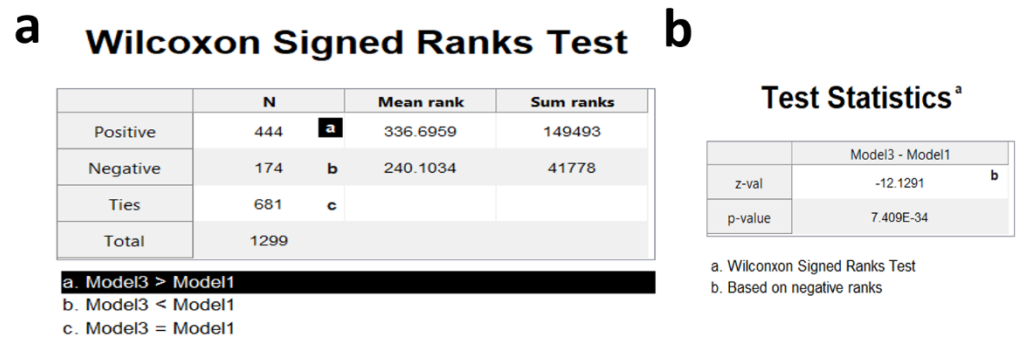 a
Wilcoxon Signed Ranks Test
N Mean rank Sum ranks
Positive 444 a 336.6959 149493
Negative 174 b 240.1034 41778
Ties 681 c
Total 1299
a. Model3 > Model1
b. Model3 < Model1
c. Model3 = Model1
b
Test Statistics a
Model3 - Model1
z-val -12.1291 b
p-value 7.409E-34
a. Wilconxon Signed Ranks Test
b. Based on negative ranks